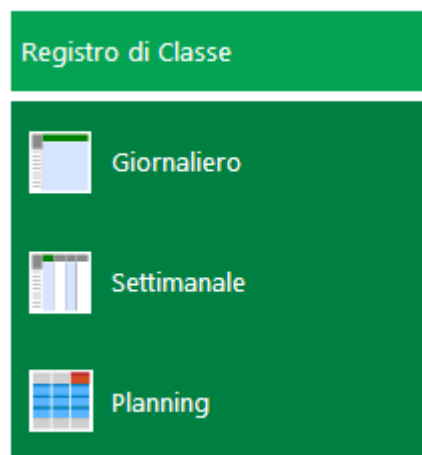 Registro di Classe
Giornaliero
Settimanale
Planning